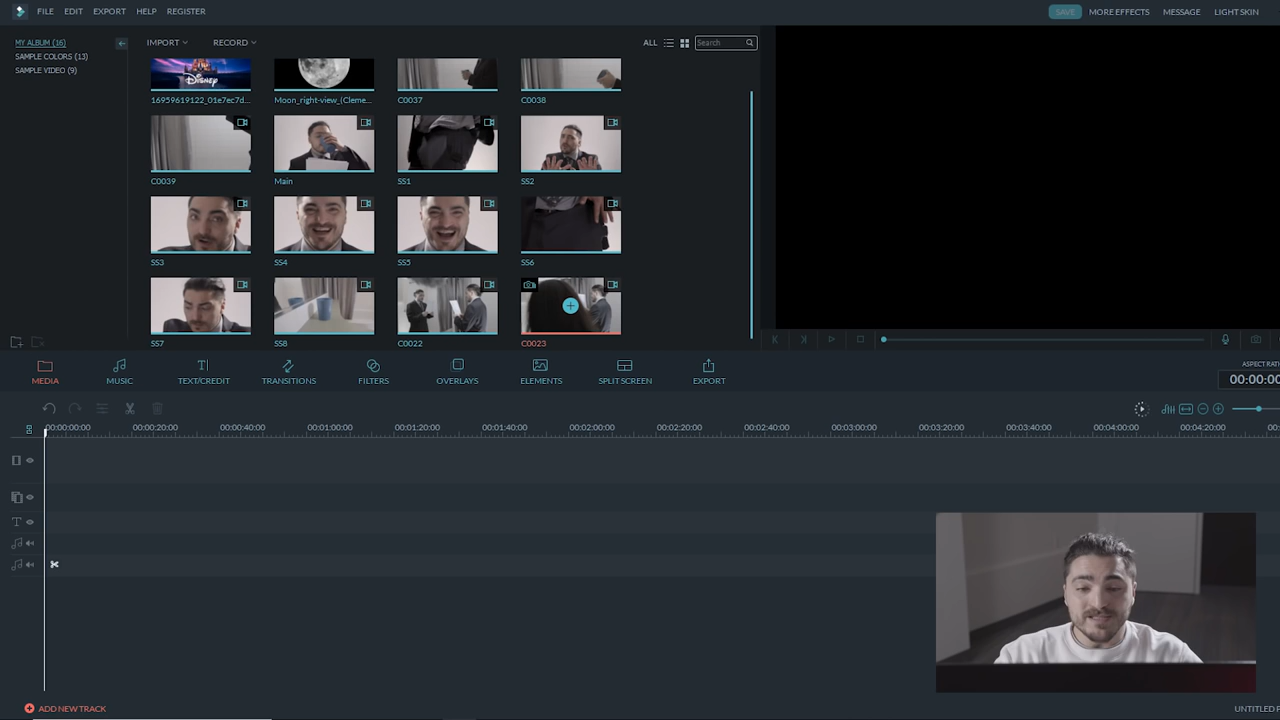 FILE EDIT EXPORT HELP REGISTER SAVE MORE EFFECTS MESSAGE LIGHT SKIN
MY ALBUM (16)
SAMPLE COLORS (13)
SAMPLE VIDEO (9)
IMPORT RECORD ALL Search
DISNEY
16959619122_01e7ec7d... Moon_right-view_(Cleme... C0037 C0038
C0039 Main SS1 SS2
SS3 SS4 SS5 SS6
SS7 SS8 C0022 C0023
MEDIA MUSIC TEXT/CREDIT TRANSITIONS FILTERS OVERLAYS ELEMENTS SPLIT SCREEN EXPORT
ASPECT RATI
00:00:00
00:00:00:00 00:00:20:00 00:00:40:00 00:01:00:00 00:01:20:00 00:01:40:00 00:02:00:00 00:02:20:00 00:02:40:00 00:03:00:00 00:03:20:00 00:03:40:00 00:04:00:00 00:04:20:00 00:
ADD NEW TRACK
UNTITLED